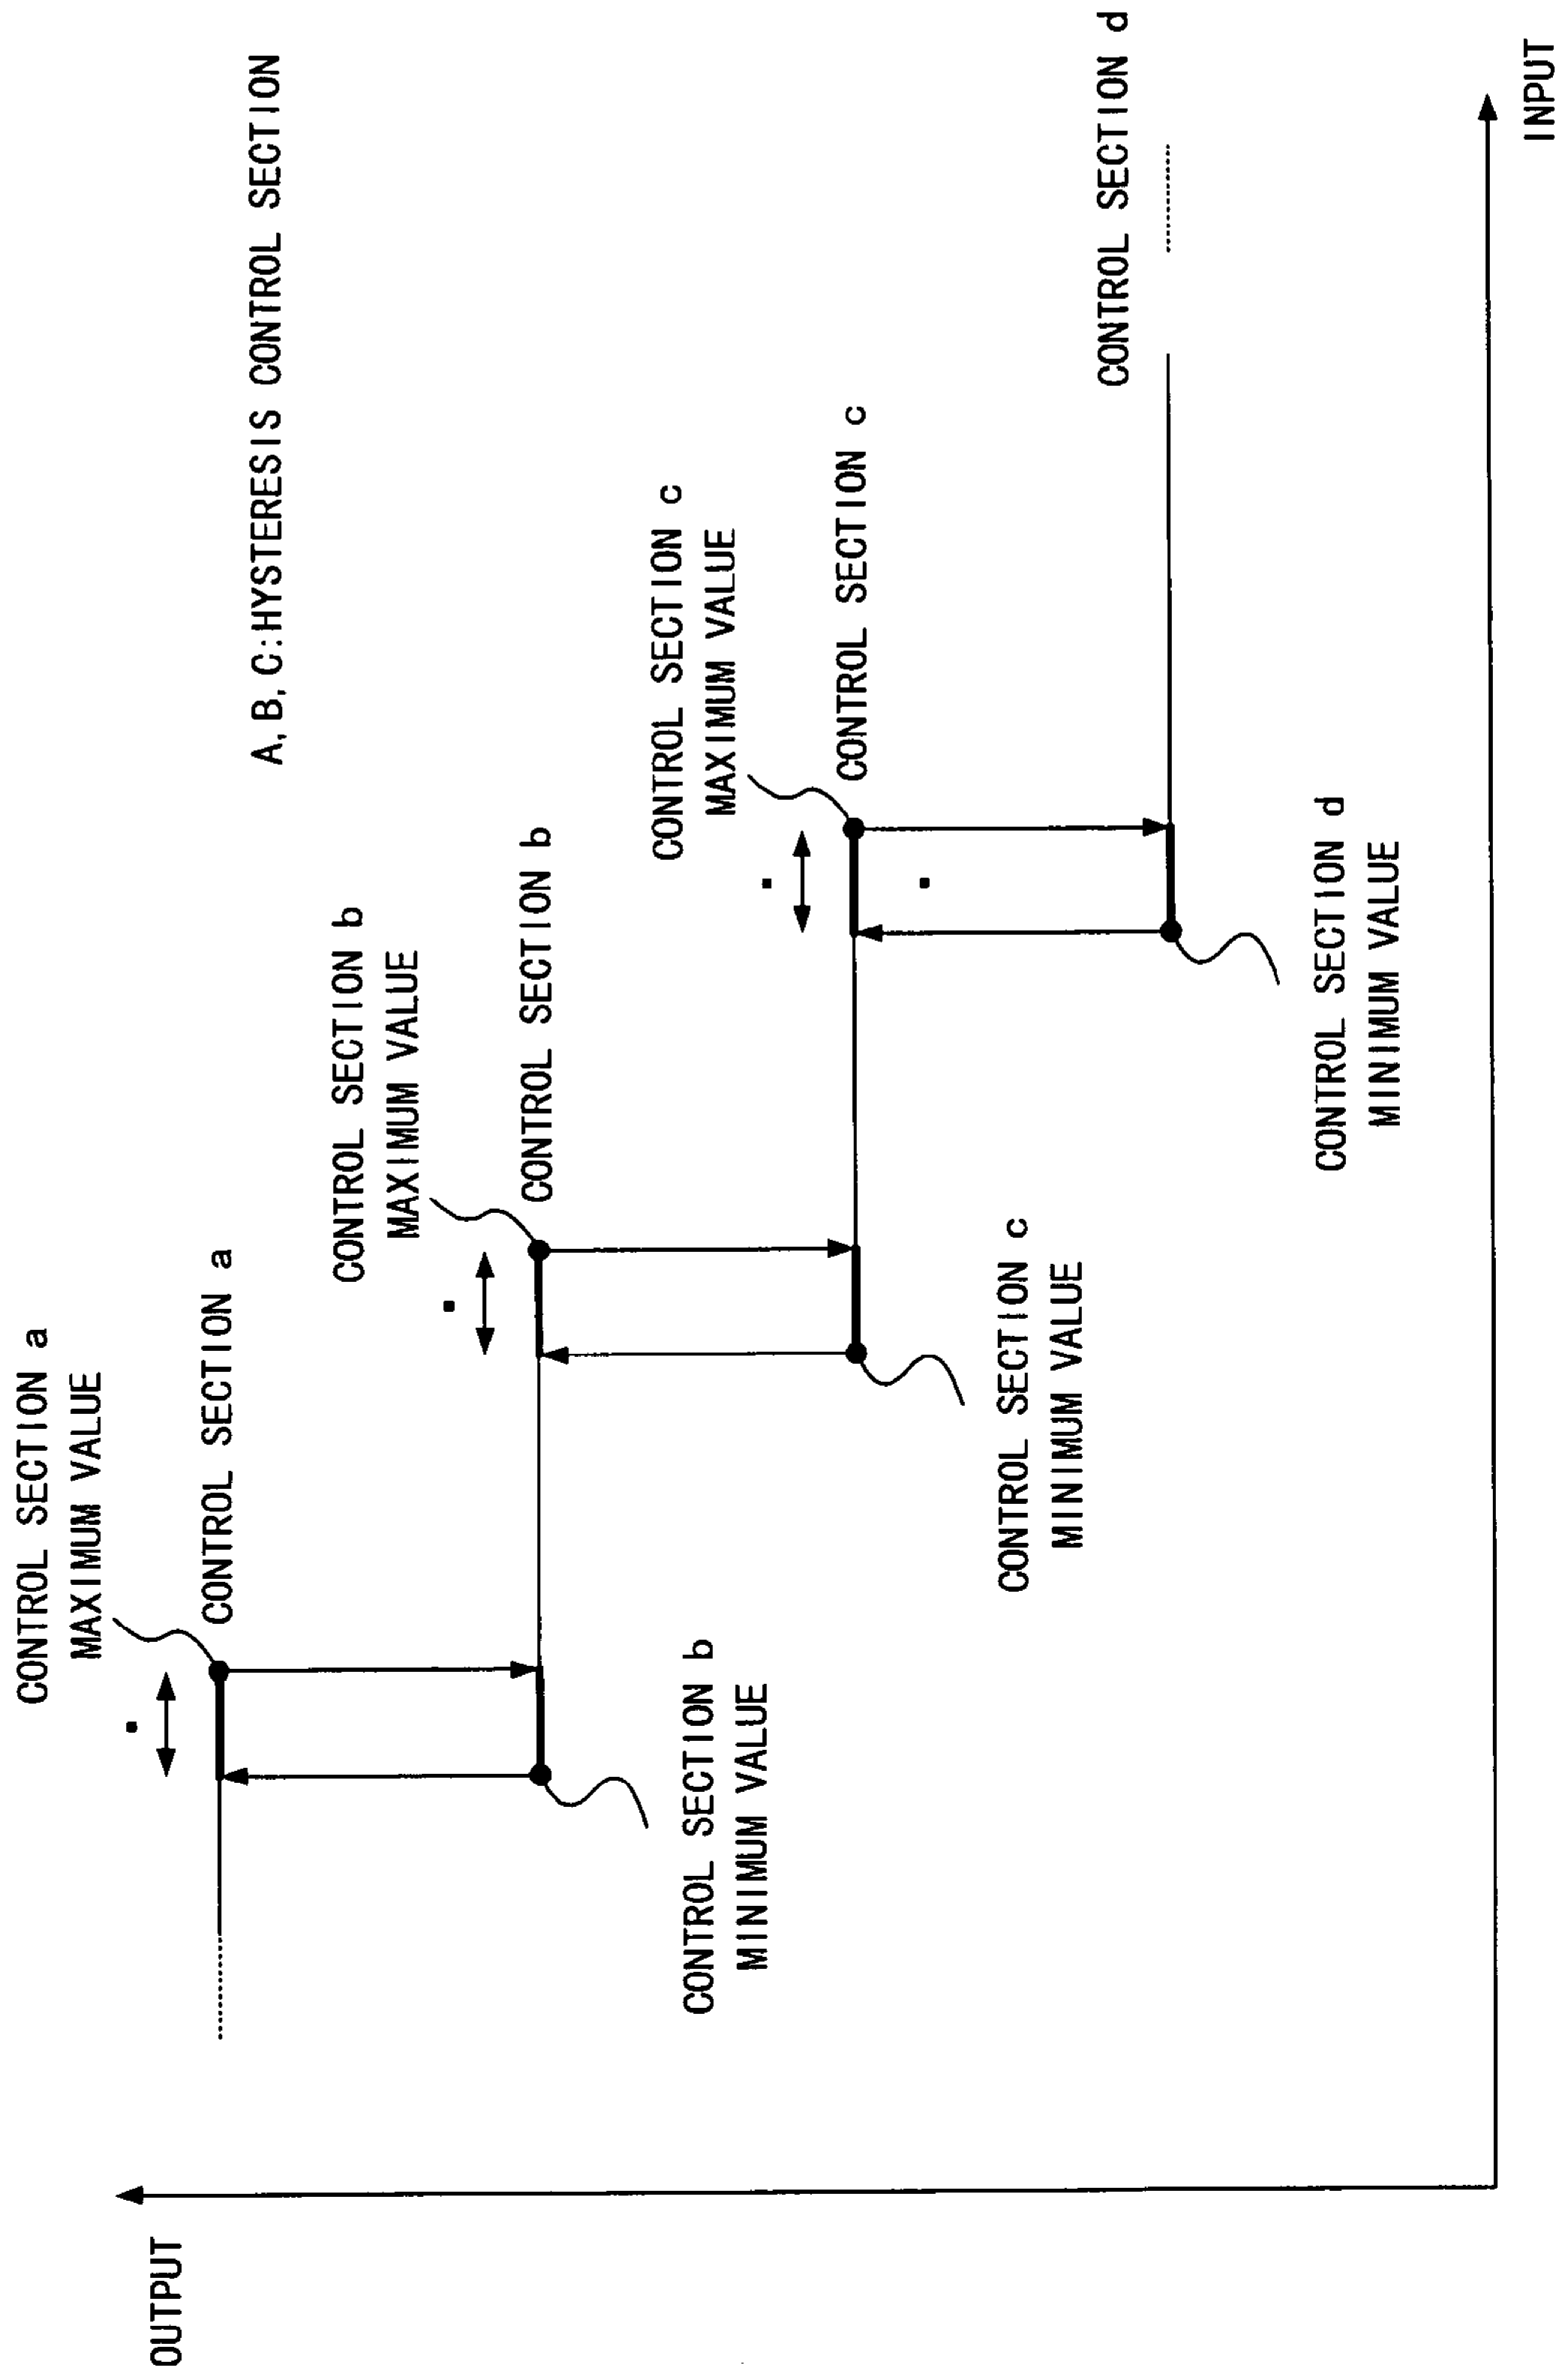 OUTPUT
CONTROL SECTION a
MAXIMUM VALUE
CONTROL SECTION a
CONTROL SECTION b
MINIMUM VALUE
CONTROL SECTION b
MAXIMUM VALUE
CONTROL SECTION b
CONTROL SECTION c
MINIMUM VALUE
CONTROL SECTION c
MAXIMUM VALUE
CONTROL SECTION c
CONTROL SECTION d
MINIMUM VALUE
A, B, C:HYSTERESIS CONTROL SECTION
CONTROL SECTION d
INPUT